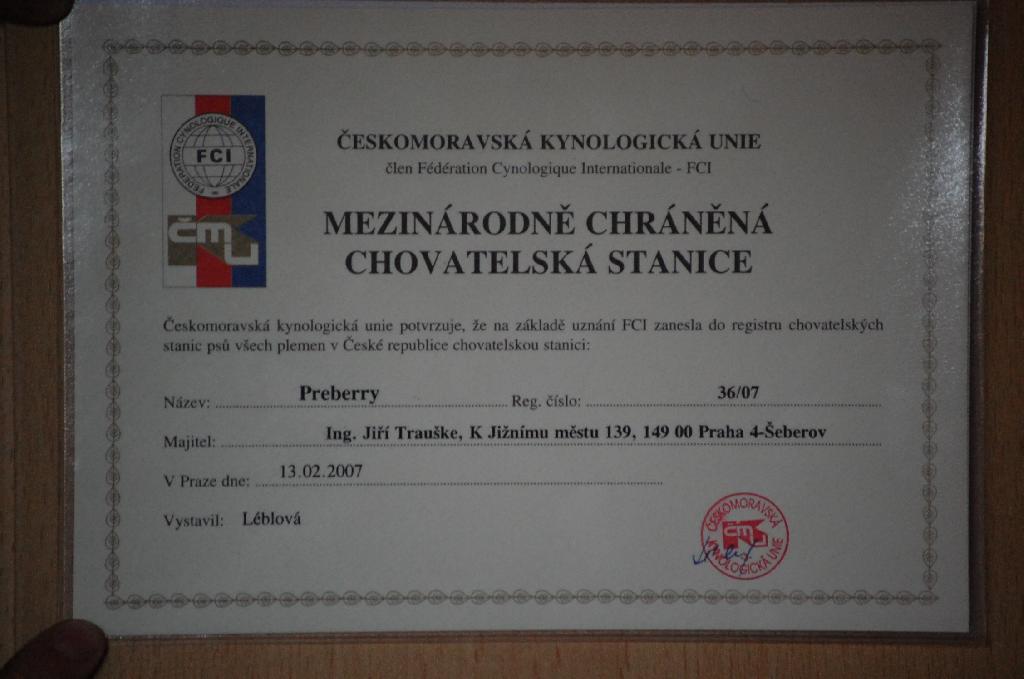 FÉDÉRATION CYNOLOGIQUE INTERNATIONALE
FCI
čmku
ČESKOMORAVSKÁ KYNOLOGICKÁ UNIE
člen Fédération Cynologique Internationale - FCI
MEZINÁRODNĚ CHRÁNĚNÁ
CHOVATELSKÁ STANICE
Českomoravská kynologická unie potvrzuje, že na základě uznání FCI zanesla do registru chovatelských
stanic psů všech plemen v České republice chovatelskou stanici:
Název: Preberry Reg. číslo: 36/07
Majitel: Ing. Jiří Trauške, K Jižnímu městu 139, 149 00 Praha 4-Šeberov
V Praze dne: 13.02.2007
Vystavil: Léblová
ČESKOMORAVSKÁ
KYNOLOGICKÁ UNIE